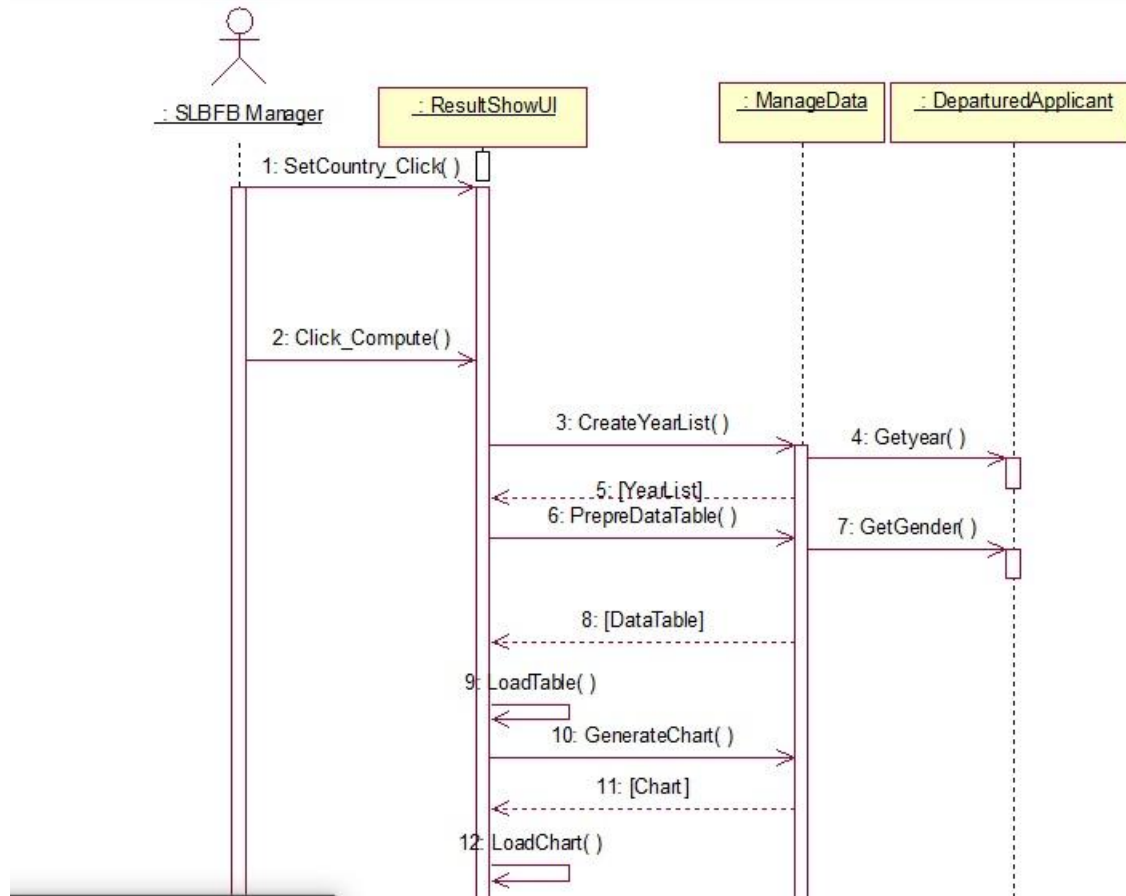 : SLBFB Manager
: ResultShowUI
: ManageData
: DeparturedApplicant
1: SetCountry_Click( )
2: Click_Compute( )
3: CreateYearList( )
4: Getyear( )
5: [YearList]
6: PrepreDataTable( )
7: GetGender( )
8: [DataTable]
9: LoadTable( )
10: GenerateChart( )
11: [Chart]
12: LoadChart( )